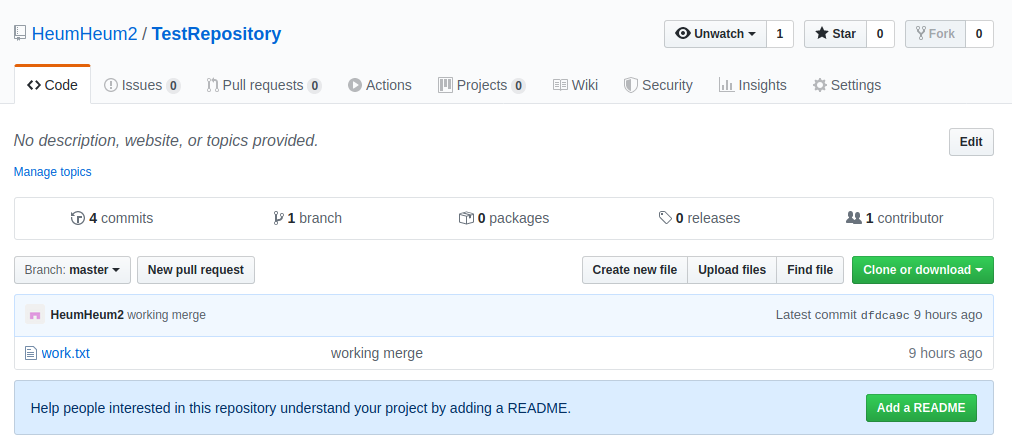 HeumHeum2 / TestRepository Unwatch 1 Star 0 Fork 0
Code Issues 0 Pull requests 0 Actions Projects 0 Wiki Security Insights Settings
No description, website, or topics provided. Edit
Manage topics
4 commits 1 branch 0 packages 0 releases 1 contributor
Branch: master New pull request Create new file Upload files Find file Clone or download
HeumHeum2 working merge Latest commit dfdca9c 9 hours ago
work.txt working merge 9 hours ago
Help people interested in this repository understand your project by adding a README. Add a README